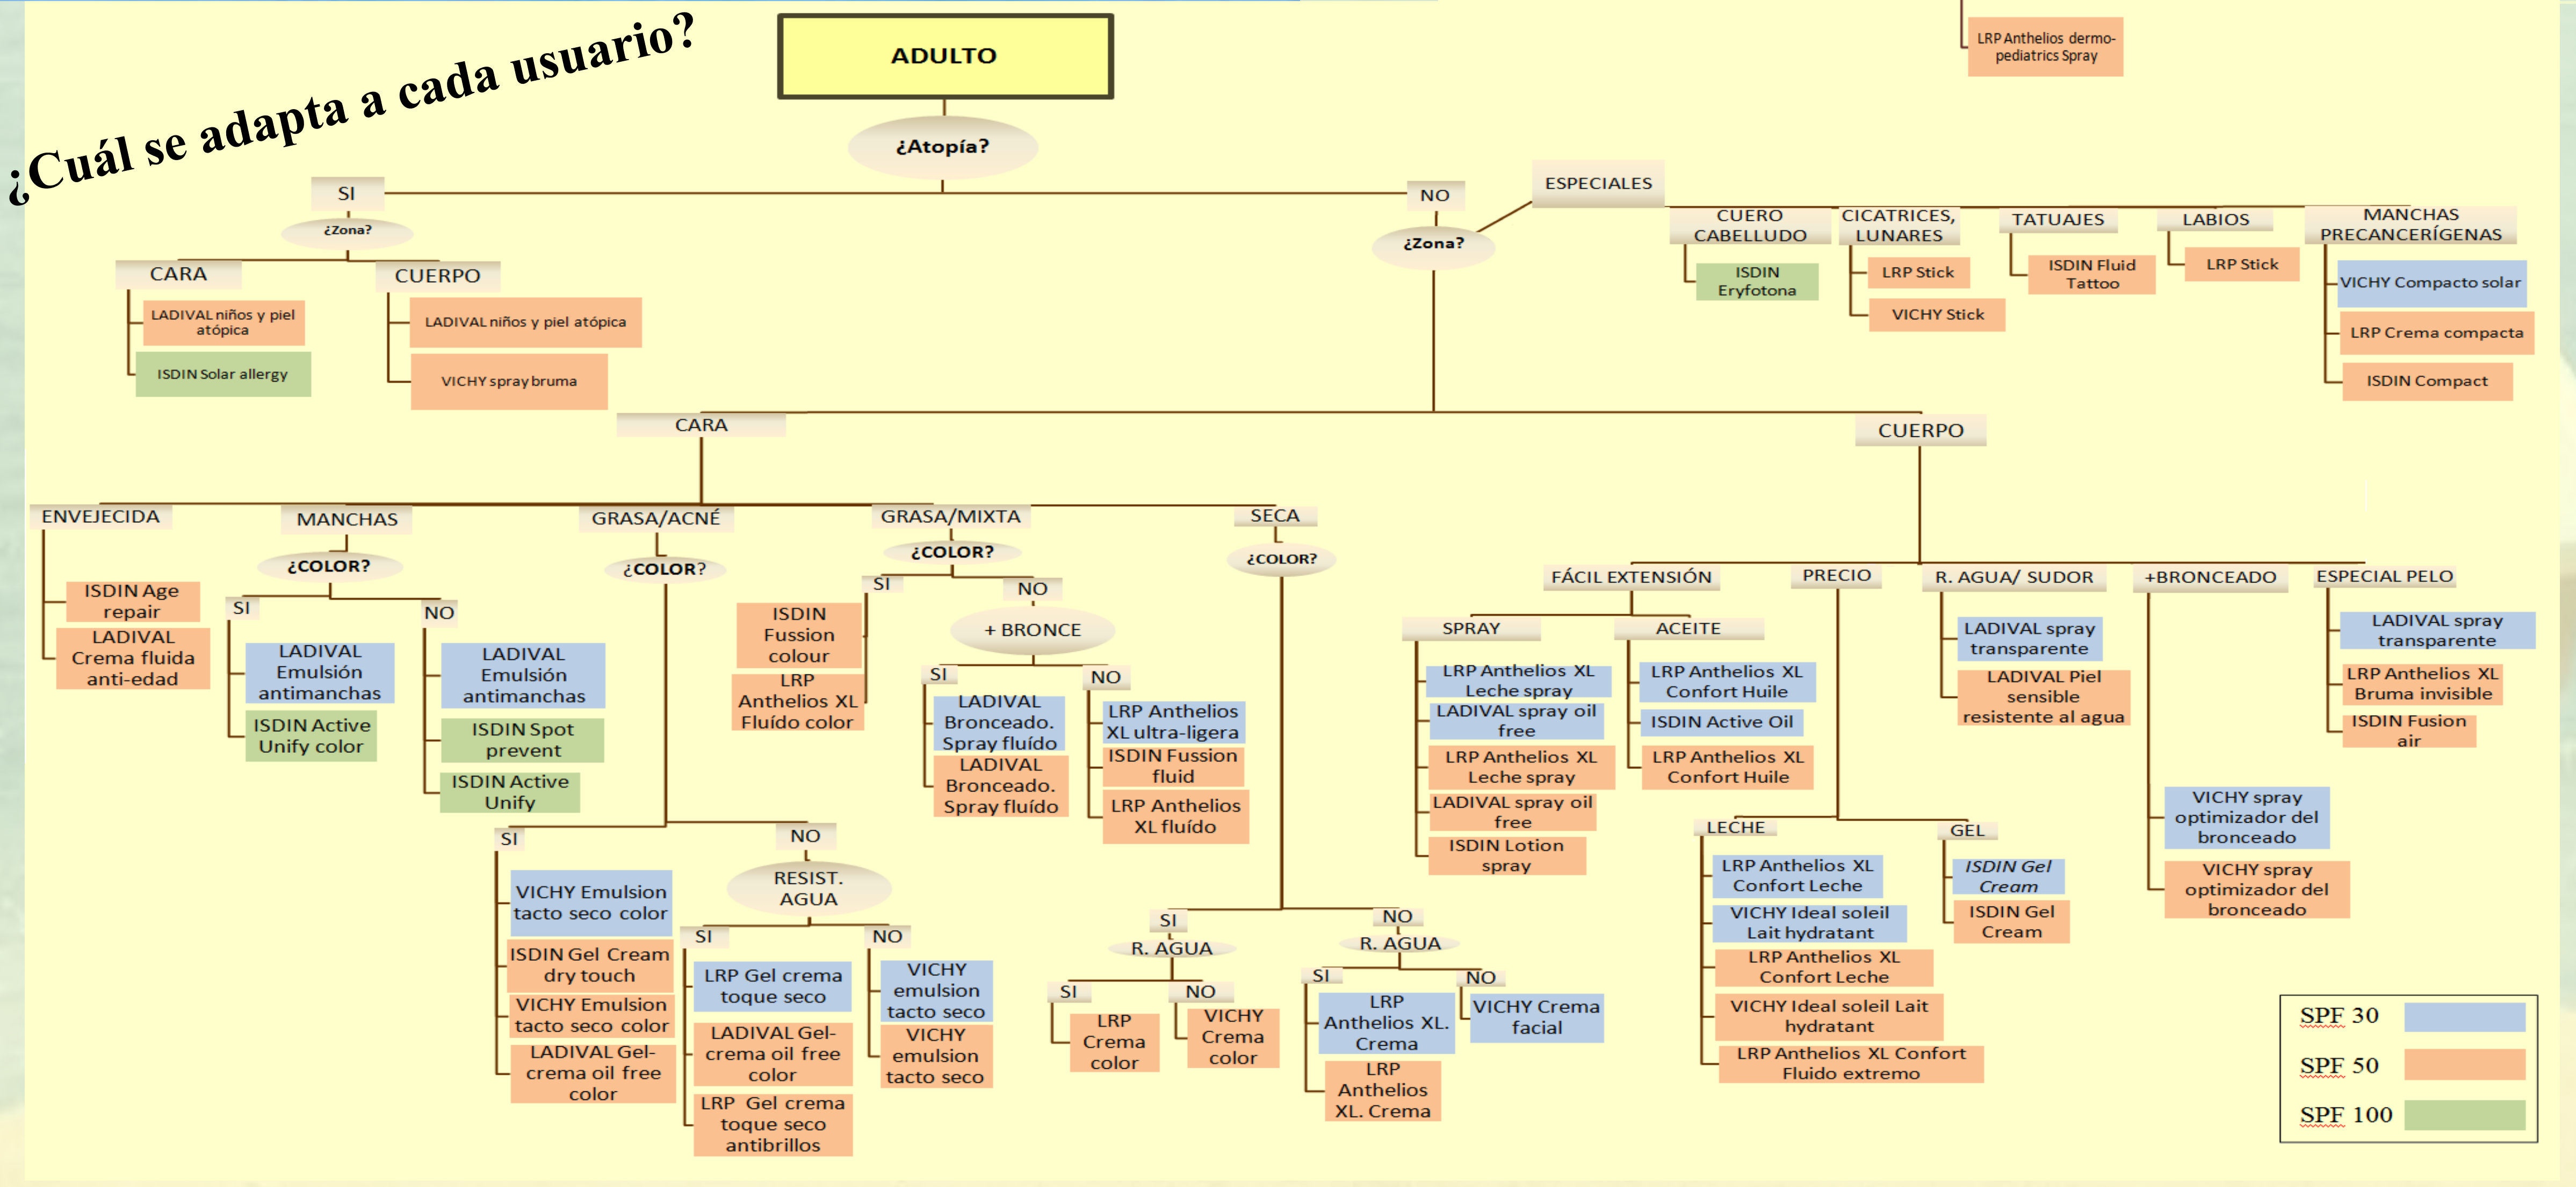 ¿Cuál se adapta a cada usuario?
ADULTO
LRP Anthelios dermo-
pediatrics Spray
¿Atopía?
SI
NO
ESPECIALES
¿Zona?
¿Zona?
CARA
CUERPO
LADIVAL niños y piel
atópica
ISDIN Solar allergy
LADIVAL niños y piel atópica
VICHY spray bruma
CUERO
CABELLUDO
ISDIN
Eryfotona
CICATRICES,
LUNARES
LRP Stick
VICHY Stick
TATUAJES
ISDIN Fluid
Tattoo
LABIOS
LRP Stick
MANCHAS
PRECANCERÍGENAS
VICHY Compacto solar
LRP Crema compacta
ISDIN Compact
CARA
CUERPO
ENVEJECIDA
ISDIN Age
repair
LADIVAL
Crema fluida
anti-edad
MANCHAS
¿COLOR?
SI
LADIVAL
Emulsión
antimanchas
ISDIN Active
Unify color
NO
LADIVAL
Emulsión
antimanchas
ISDIN Spot
prevent
ISDIN Active
Unify
GRASA/ACNÉ
¿COLOR?
SI
VICHY Emulsion
tacto seco color
ISDIN Gel Cream
dry touch
VICHY Emulsion
tacto seco color
LADIVAL Gel-
crema oil free
color
NO
RESIST.
AGUA
SI
LRP Gel crema
toque seco
LADIVAL Gel-
crema oil free
color
LRP Gel crema
toque seco
antibrillos
NO
VICHY
emulsion
tacto seco
VICHY
emulsion
tacto seco
GRASA/MIXTA
¿COLOR?
SI
ISDIN
Fussion
colour
LRP
Anthelios XL
Fluído color
NO
+ BRONCE
SI
LADIVAL
Bronceado.
Spray fluído
LADIVAL
Bronceado.
Spray fluído
NO
LRP Anthelios
XL ultra-ligera
ISDIN Fussion
fluid
LRP Anthelios
XL fluído
SECA
¿COLOR?
SI
R. AGUA
SI
LRP
Crema
color
NO
VICHY
Crema
color
NO
R. AGUA
SI
LRP
Anthelios XL.
Crema
LRP
Anthelios
XL. Crema
NO
VICHY Crema
facial
FÁCIL EXTENSIÓN
SPRAY
LRP Anthelios XL
Leche spray
LADIVAL spray oil
free
LRP Anthelios XL
Leche spray
LADIVAL spray oil
free
ISDIN Lotion
spray
ACEITE
LRP Anthelios XL
Confort Huile
ISDIN Active Oil
LRP Anthelios XL
Confort Huile
PRECIO
LECHE
LRP Anthelios XL
Confort Leche
VICHY Ideal soleil
Lait hydratant
LRP Anthelios XL
Confort Leche
VICHY Ideal soleil Lait
hydratant
LRP Anthelios XL Confort
Fluido extremo
GEL
ISDIN Gel
Cream
ISDIN Gel
Cream
R. AGUA/ SUDOR
LADIVAL spray
transparente
LADIVAL Piel
sensible
resistente al agua
+BRONCEADO
VICHY spray
optimizador del
bronceado
VICHY spray
optimizador del
bronceado
ESPECIAL PELO
LADIVAL spray
transparente
LRP Anthelios XL
Bruma invisible
ISDIN Fusion
air
SPF 30
SPF 50
SPF 100